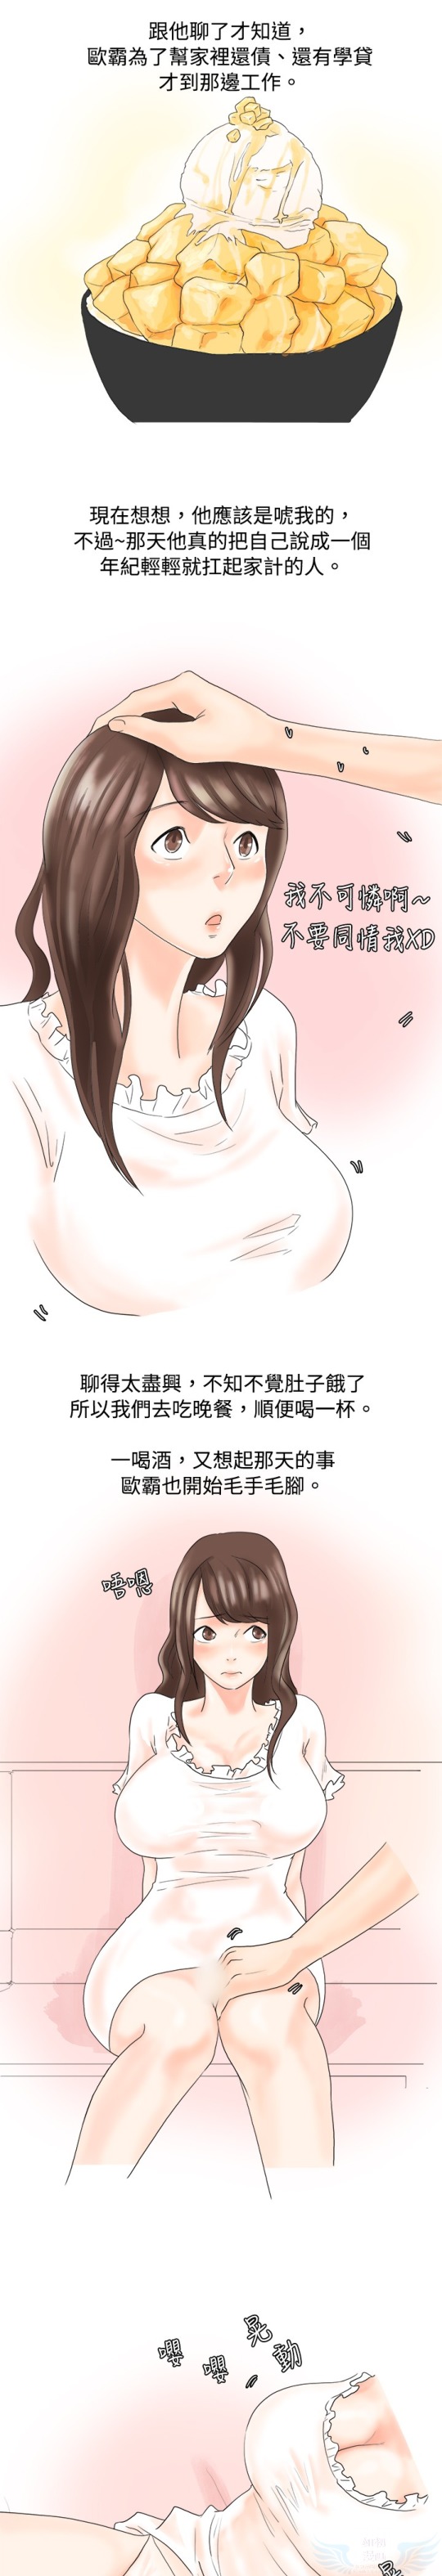 跟他聊了才知道，
歐霸為了幫家裡還債、還有學貸
才到那邊工作。
現在想想，他應該是唬我的，
不過~那天他真的把自己說成一個
年紀輕輕就扛起家計的人。
我不可憐啊~
不要同情我XD
聊得太盡興，不知不覺肚子餓了
所以我們去吃晚餐，順便喝一杯。
一喝酒，又想起那天的事
歐霸也開始毛手毛腳。
唔嗯
晃動
嚶 嚶